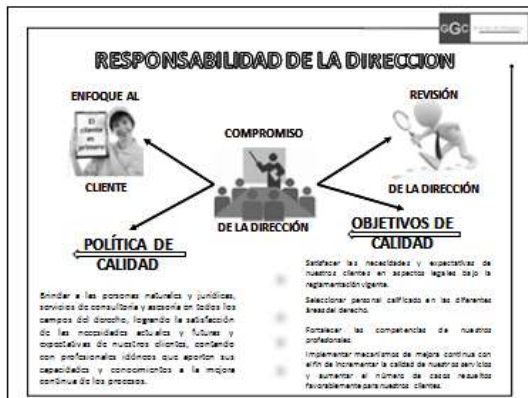 GGC
RESPONSABILIDAD DE LA DIRECCION
ENFOQUE AL
El
cliente
es
primero
CLIENTE
COMPROMISO
DE LA DIRECCIÓN
REVISIÓN
DE LA DIRECCIÓN
POLÍTICA DE
CALIDAD
Brindar a las personas naturales y jurídicas,
servicios de consultoría y asesoría en todos los
campos del derecho, logrando la satisfacción
de las necesidades actuales y futuras y
expectativas de nuestros clientes, contando
con profesionales idóneos que aporten sus
capacidades y conocimientos a la mejora
continua de los procesos.
OBJETIVOS DE
CALIDAD
Satisfacer las necesidades y expectativas de
nuestros clientes en aspectos legales bajo la
reglamentación vigente.
Seleccionar personal calificado en las diferentes
áreas del derecho.
Fortalecer las competencias de nuestros
profesionales.
Implementar mecanismos de mejora continua con
el fin de incrementar la calidad de nuestros servicios
y aumentar el número de casos resueltos
favorablemente para nuestros clientes.